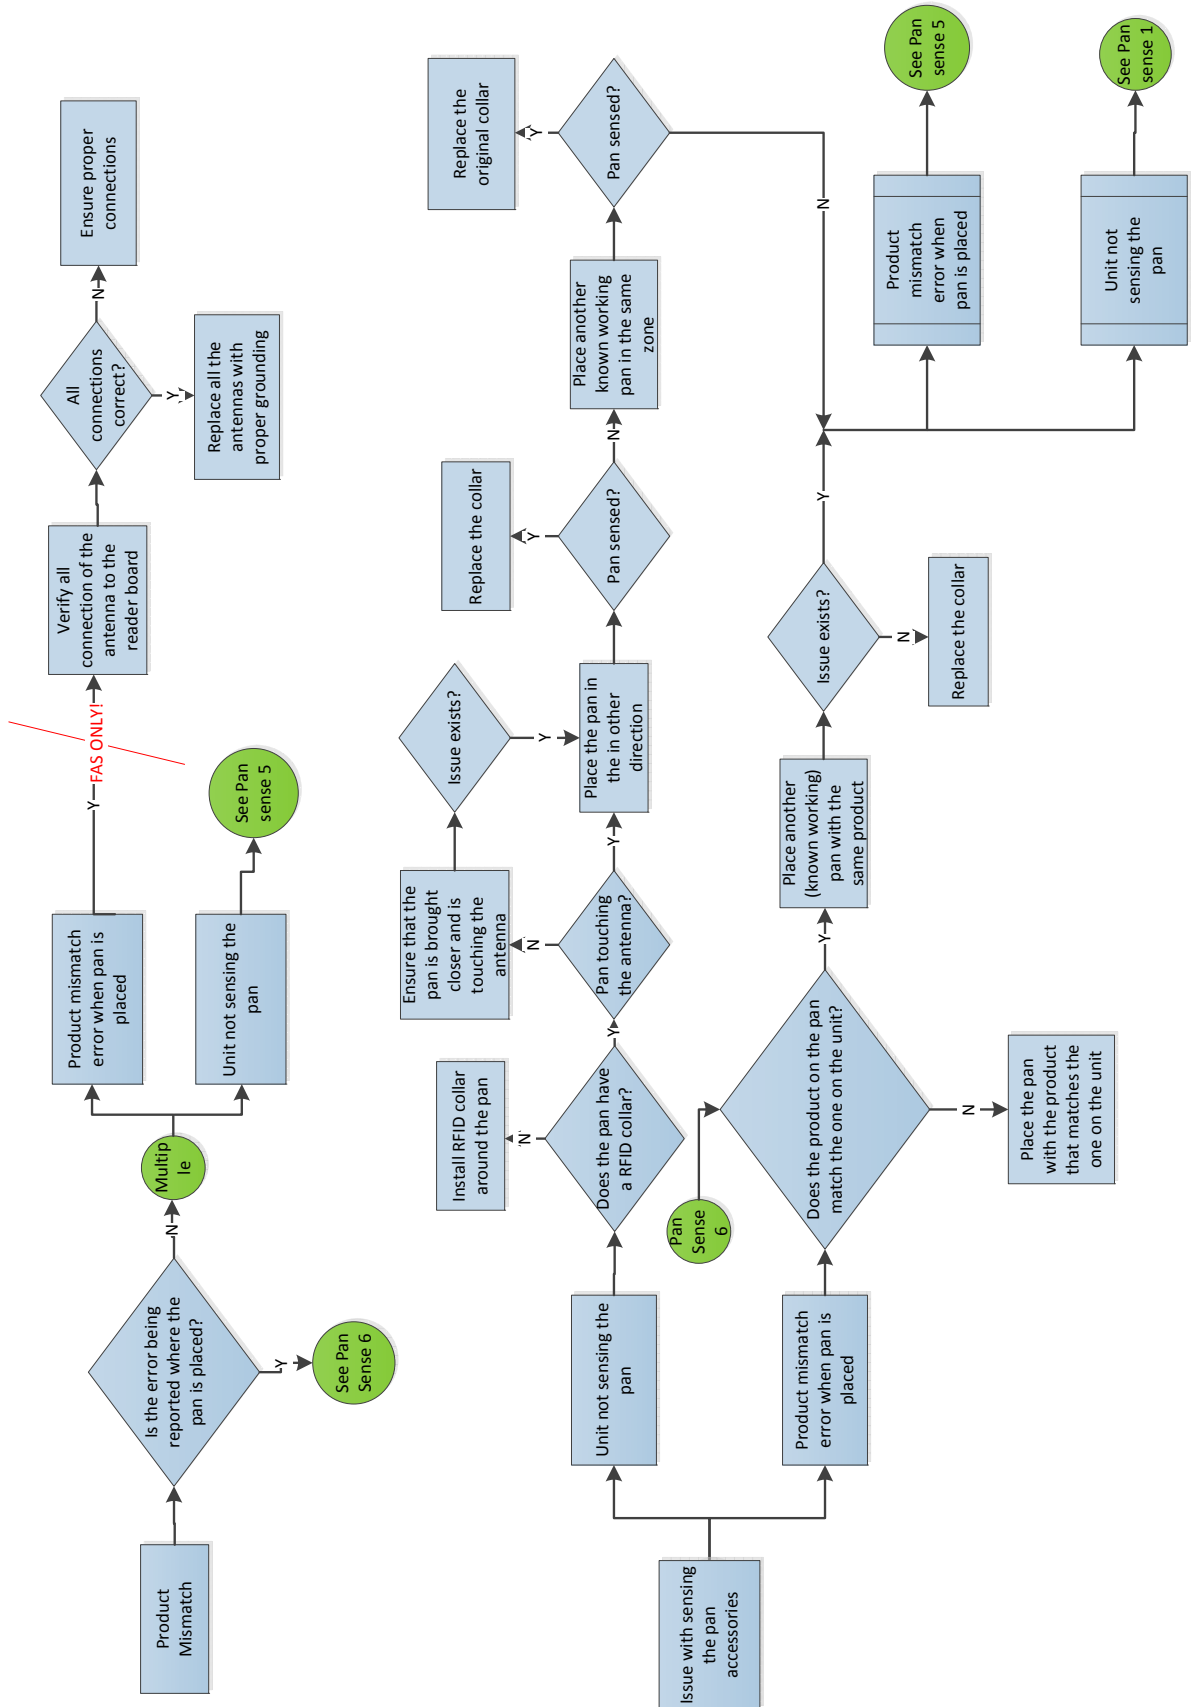 Product
Mismatch
Is the error being
reported where the
pan is placed?
Y
See Pan
Sense 6
N
Multip
le
Product mismatch
error when pan is
placed
Y
FAS ONLY!
Verify all
connection of the
antenna to the
reader board
All
connections
correct?
N
Ensure proper
connections
Y
Replace all the
antennas with
proper grounding
Unit not sensing the
pan
See Pan
sense 5
Issue with sensing
the pan
accessories
Unit not sensing the
pan
Does the pan have
a RFID collar?
N
Install RFID collar
around the pan
Y
Pan touching
the antenna?
N
Ensure that the
pan is brought
closer and is
touching the
antenna
Issue exists?
Y
Y
Place the pan in
the in other
direction
Pan sensed?
Y
Replace the collar
N
Place another
known working
pan in the same
zone
Pan sensed?
Y
Replace the
original collar
N
Product mismatch
error when pan is
placed
Pan
Sense
6
Does the product on the pan
match the one on the unit?
N
Place the pan
with the product
that matches the
one on the unit
Y
Place another
(known working)
pan with the
same product
Issue exists?
N
Replace the collar
Y
Product
mismatch
error when
pan is placed
See Pan
sense 5
Unit not
sensing the
pan
See Pan
sense 1